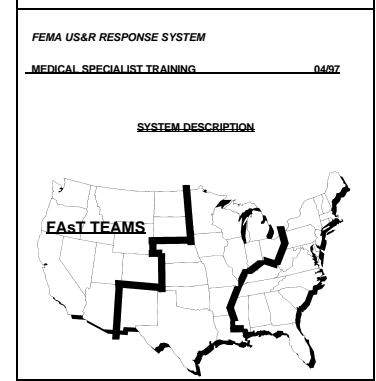 FEMA US&R RESPONSE SYSTEM
MEDICAL SPECIALIST TRAINING 04/97
SYSTEM DESCRIPTION
FAsT TEAMS